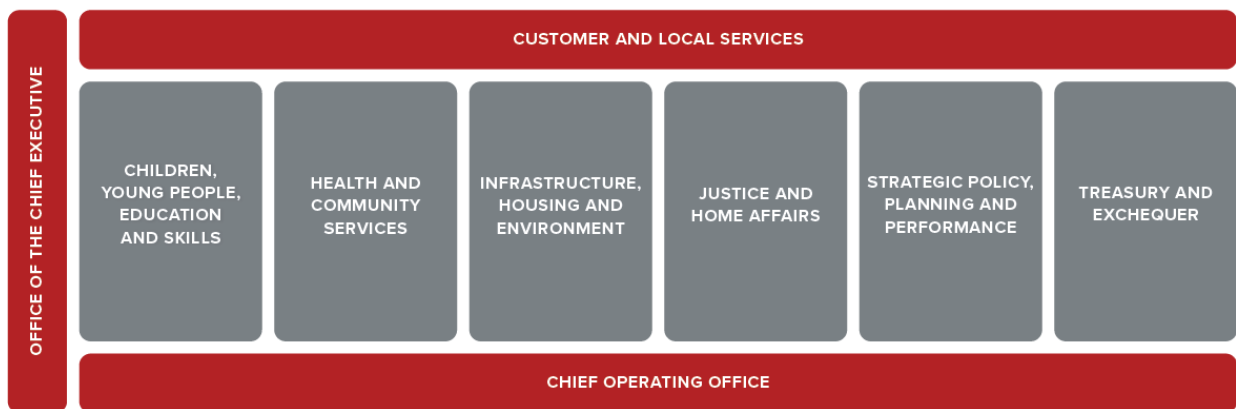 OFFICE OF THE CHIEF EXECUTIVE
CUSTOMER AND LOCAL SERVICES
CHILDREN,
YOUNG PEOPLE,
EDUCATION
AND SKILLS
HEALTH AND
COMMUNITY
SERVICES
INFRASTRUCTURE,
HOUSING AND
ENVIRONMENT
JUSTICE AND
HOME AFFAIRS
STRATEGIC POLICY,
PLANNING AND
PERFORMANCE
TREASURY AND
EXCHEQUER
CHIEF OPERATING OFFICE